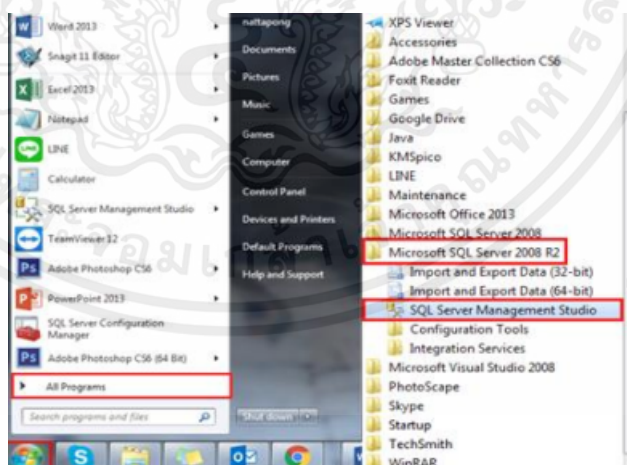 Word 2013
Snagit 11 Editor
Excel 2013
Notepad
LINE
Calculator
SQL Server Management Studio
TeamViewer 12
Adobe Photoshop CS6
PowerPoint 2013
SQL Server Configuration
Manager
Adobe Photoshop CS6 (64 Bit)
All Programs
Search programs and files
nattapong
Documents
Pictures
Music
Games
Computer
Control Panel
Devices and Printers
Default Programs
Help and Support
Shut down
XPS Viewer
Accessories
Adobe Master Collection CS6
Foxit Reader
Games
Google Drive
Java
KMSpico
LINE
Maintenance
Microsoft Office 2013
Microsoft SQL Server 2008
Microsoft SQL Server 2008 R2
Import and Export Data (32-bit)
Import and Export Data (64-bit)
SQL Server Management Studio
Configuration Tools
Integration Services
Microsoft Visual Studio 2008
PhotoScape
Skype
Startup
TechSmith
WinRAR